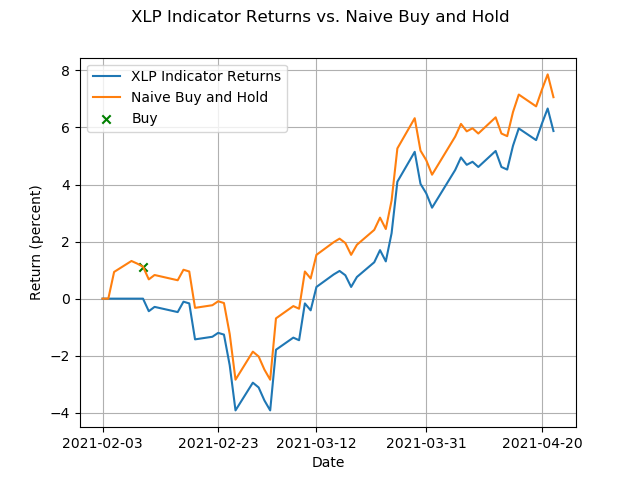 XLP Indicator Returns vs. Naive Buy and Hold
XLP Indicator Returns
Naive Buy and Hold
Buy
Return (percent)
8
6
4
2
0
−2
−4
2021-02-03
2021-02-23
2021-03-12
2021-03-31
2021-04-20
Date